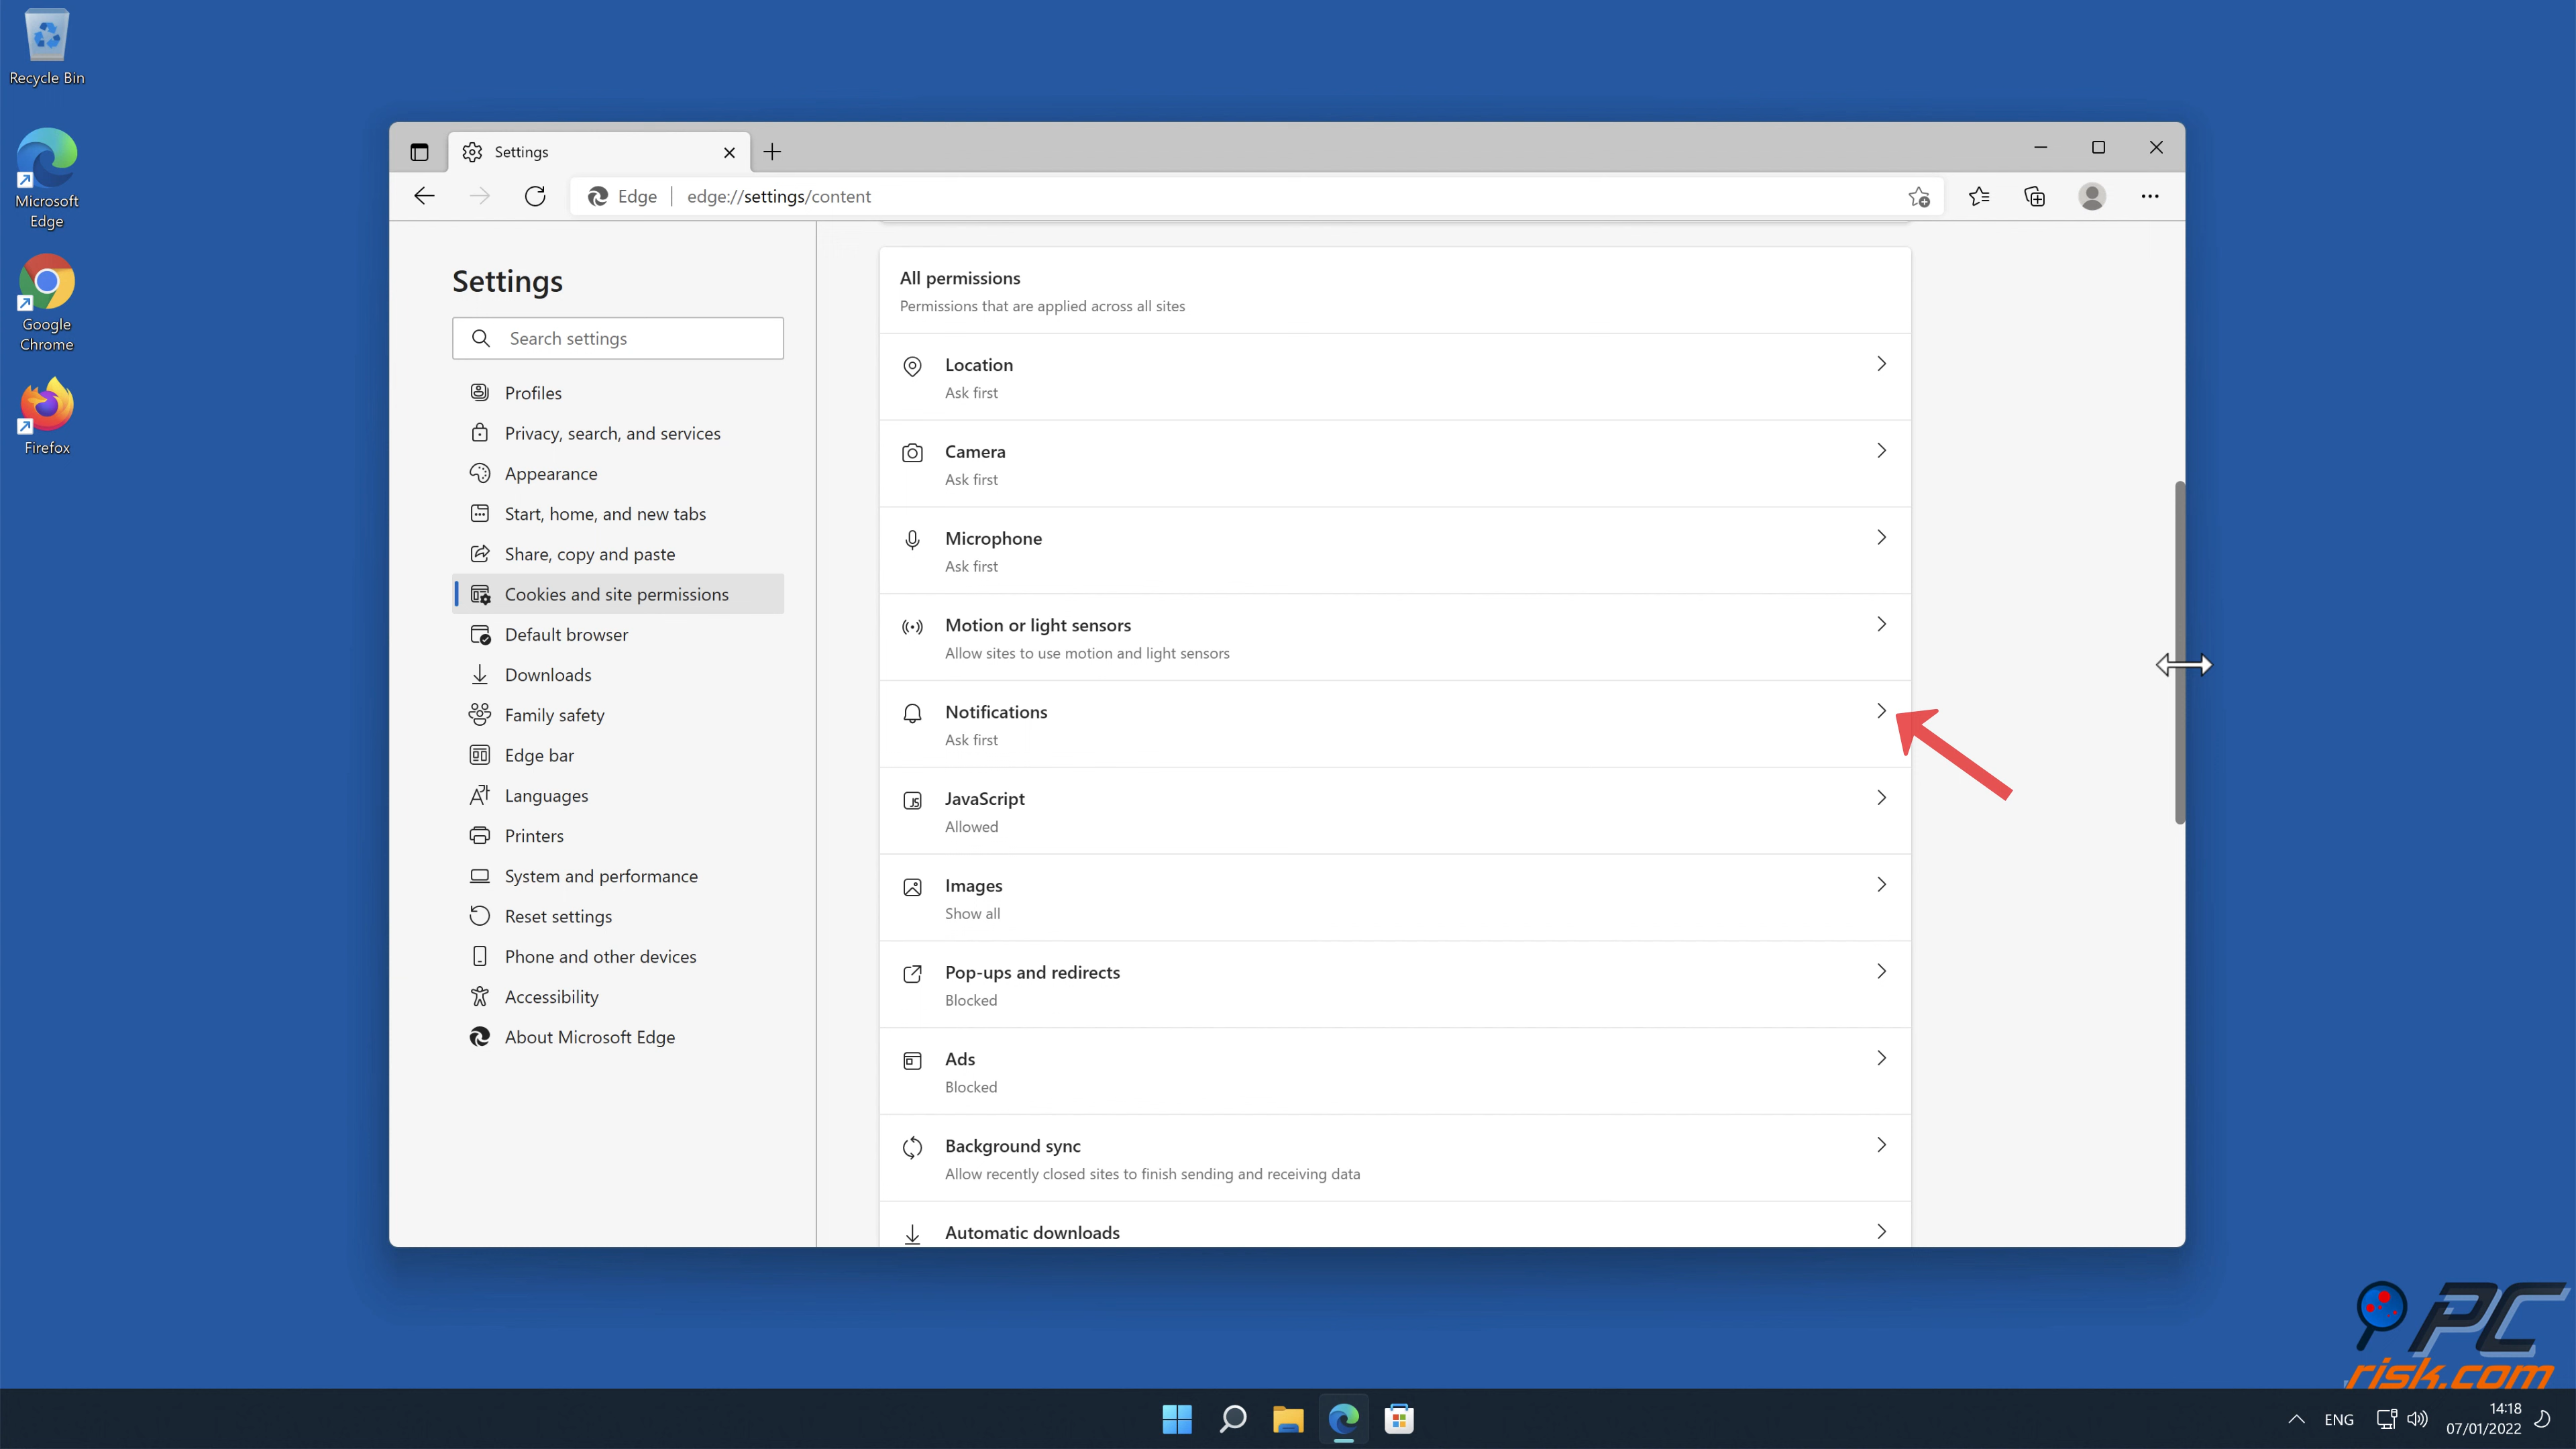 Recycle Bin
Microsoft
Edge
Google
Chrome
Firefox
Settings
Edge
edge://settings/content
Settings
Search settings
Profiles
Privacy, search, and services
Appearance
Start, home, and new tabs
Share, copy and paste
Cookies and site permissions
Default browser
Downloads
Family safety
Edge bar
Languages
Printers
System and performance
Reset settings
Phone and other devices
Accessibility
About Microsoft Edge
All permissions
Permissions that are applied across all sites
Location
Ask first
Camera
Ask first
Microphone
Ask first
Motion or light sensors
Allow sites to use motion and light sensors
Notifications
Ask first
JavaScript
Allowed
Images
Show all
Pop-ups and redirects
Blocked
Ads
Blocked
Background sync
Allow recently closed sites to finish sending and receiving data
Automatic downloads
PC
risk.com
ENG
14:18
07/01/2022